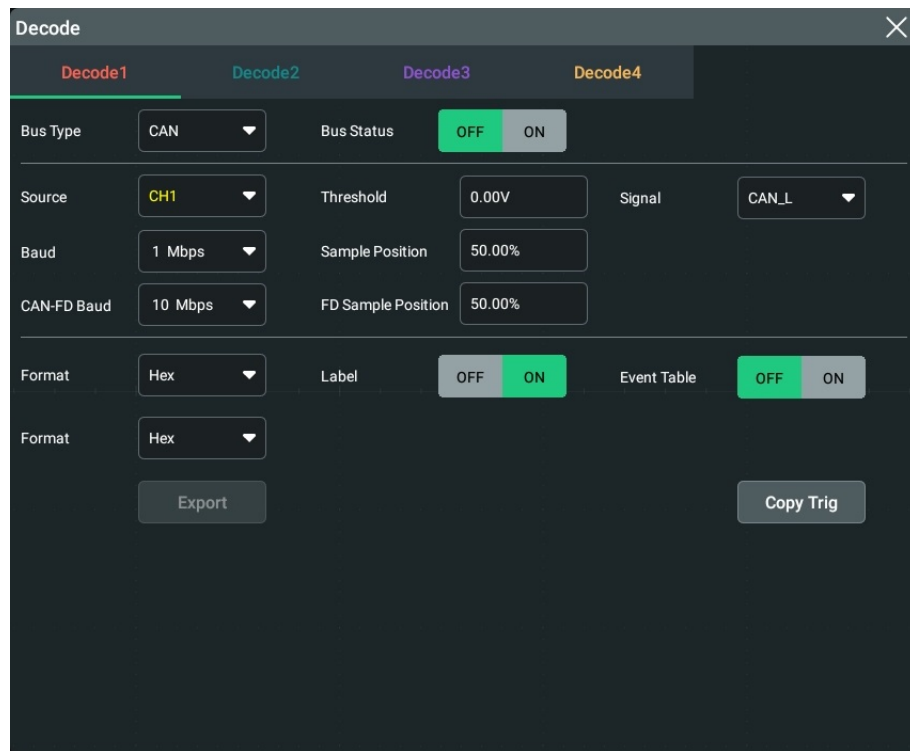 Decode
Decode1 Decode2 Decode3 Decode4
Bus Type CAN Bus Status OFF ON
Source CH1 Threshold 0.00V Signal CAN_L
Baud 1 Mbps Sample Position 50.00%
CAN-FD Baud 10 Mbps FD Sample Position 50.00%
Format Hex Label OFF ON Event Table OFF ON
Format Hex
Export Copy Trig